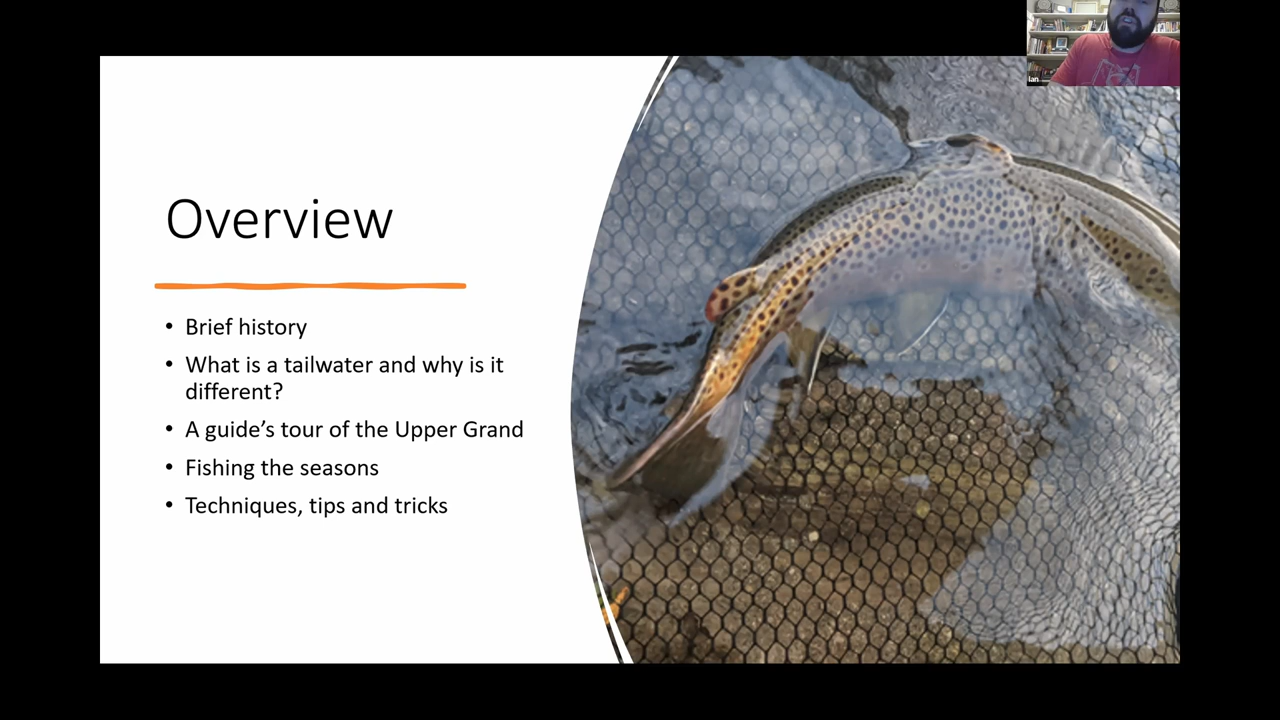 Ian
Overview
• Brief history
• What is a tailwater and why is it
different?
• A guide’s tour of the Upper Grand
• Fishing the seasons
• Techniques, tips and tricks